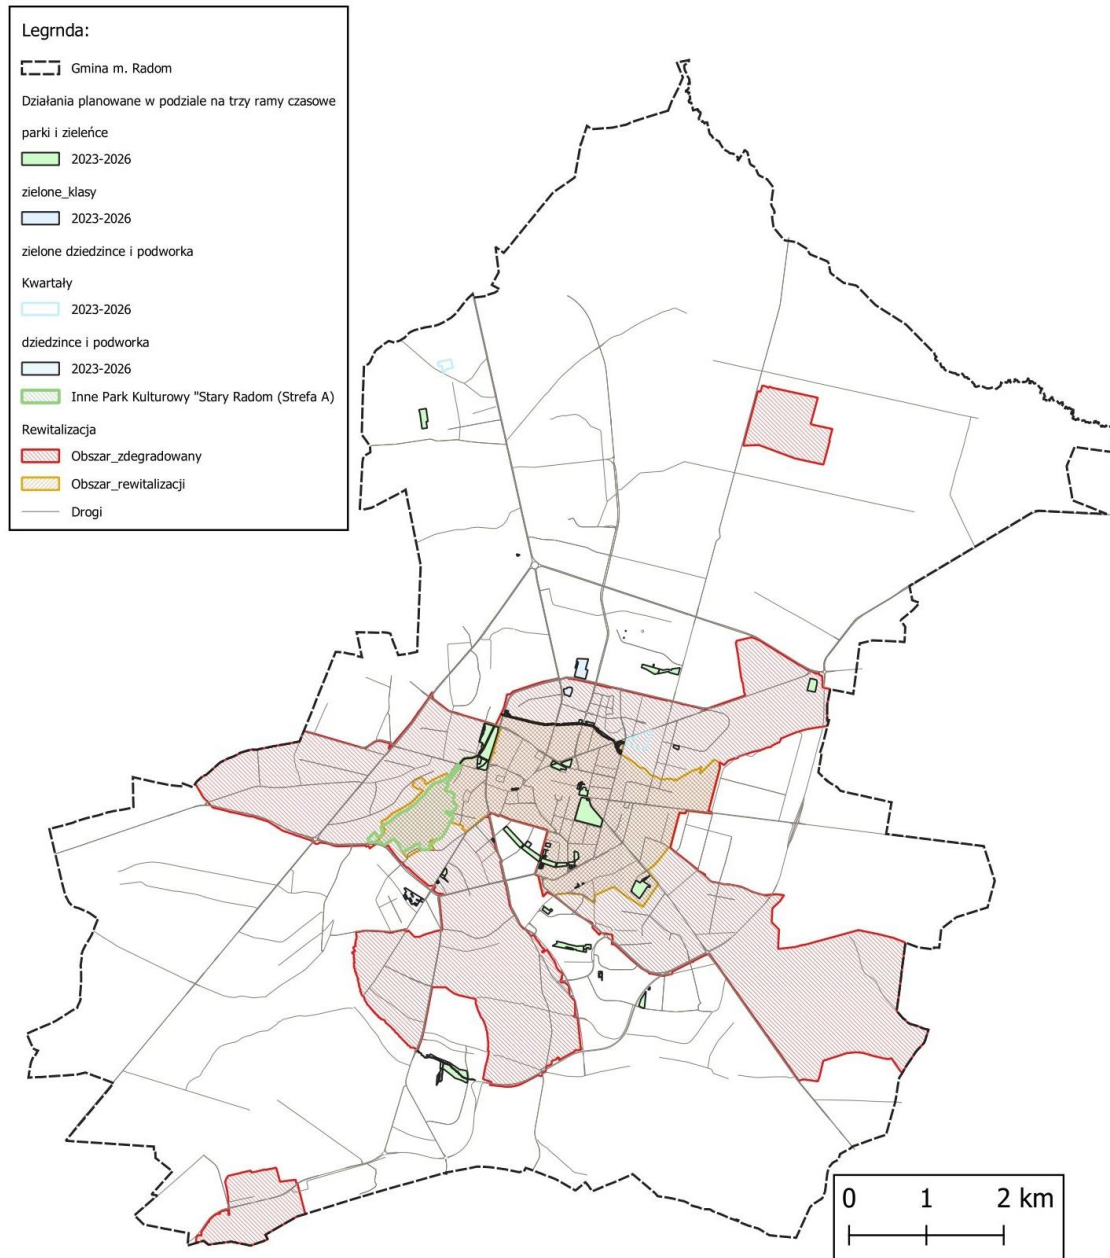 Legrnda:
Gmina m. Radom
Działania planowane w podziale na trzy ramy czasowe
parki i zieleńce
2023-2026
zielone_klasy
2023-2026
zielone dziedzince i podworka
Kwartały
2023-2026
dziedzince i podworka
2023-2026
Inne Park Kulturowy "Stary Radom (Strefa A)
Rewitalizacja
Obszar_zdegradowany
Obszar_rewitalizacji
Drogi
0 1 2 km